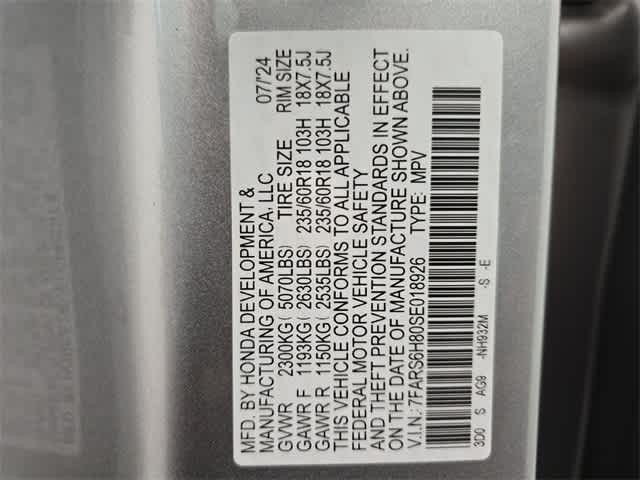 MFD. BY HONDA DEVELOPMENT &
MANUFACTURING OF AMERICA, LLC 07/'24
GVWR 2300KG( 5070LBS) TIRE SIZE RIM SIZE
GAWR F 1193KG( 2630LBS) 235/60R18 103H 18X7.5J
GAWR R 1150KG( 2535LBS) 235/60R18 103H 18X7.5J
THIS VEHICLE CONFORMS TO ALL APPLICABLE
FEDERAL MOTOR VEHICLE SAFETY
AND THEFT PREVENTION STANDARDS IN EFFECT
ON THE DATE OF MANUFACTURE SHOWN ABOVE.
V.I.N.: 7FARS6H80SE018926 TYPE: MPV
3D0 S AG9 -NH932M -S -E